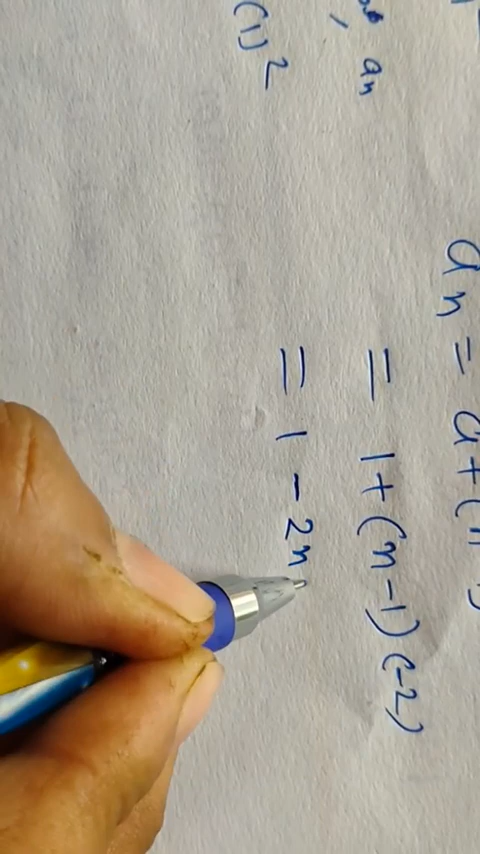 , aₙ
(1)²
aₙ = a + (n
= 1 + (n - 1) (-2)
= 1 - 2n